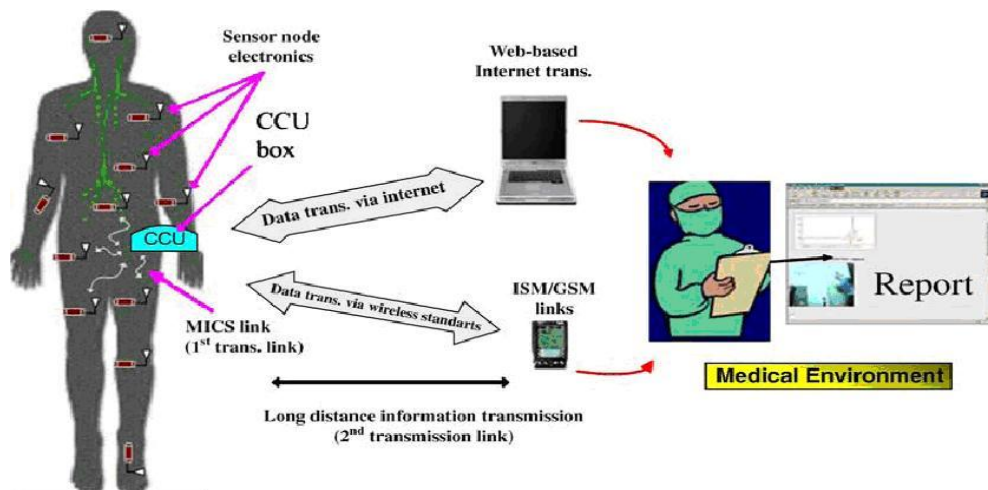 Sensor node
electronics
CCU
box
CCU
MICS link
(1st trans. link)
Data trans. via internet
Data trans. via wireless standarts
Web-based
Internet trans.
ISM/GSM
links
Long distance information transmission
(2nd transmission link)
Report
Medical Environment